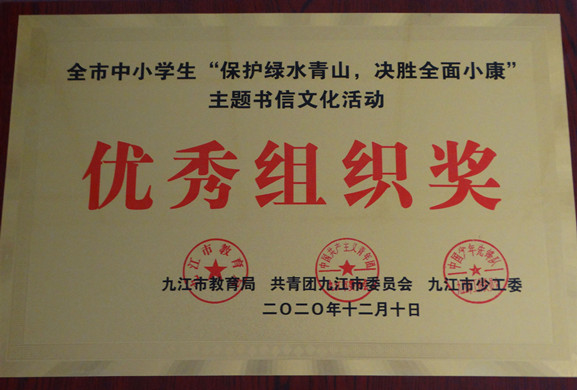 全市中小学生“保护绿水青山，决胜全面小康”
主题书信文化活动
优秀组织奖
九江市教育局 共青团九江市委员会 九江市少工委
二〇二〇年十二月十日